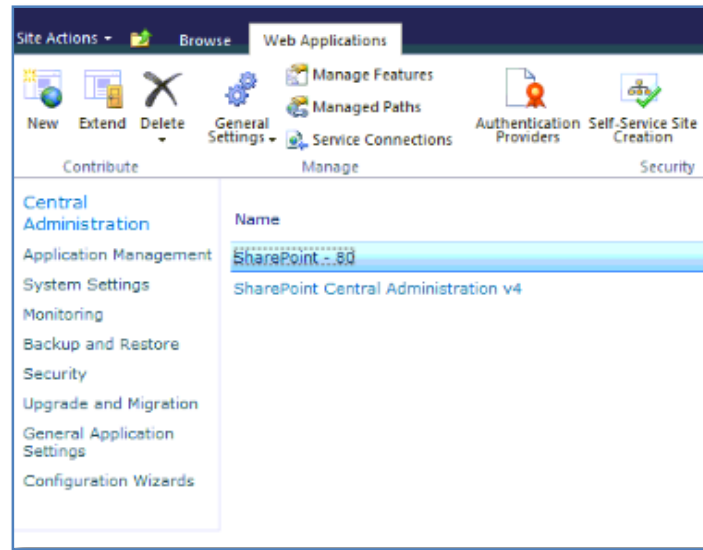 Site Actions Browse Web Applications
New Extend Delete
General Settings
Manage Features
Managed Paths
Service Connections
Authentication Providers
Self-Service Site Creation
Contribute Manage Security
Central
Administration
Application Management
System Settings
Monitoring
Backup and Restore
Security
Upgrade and Migration
General Application
Settings
Configuration Wizards
Name
SharePoint - 80
SharePoint Central Administration v4